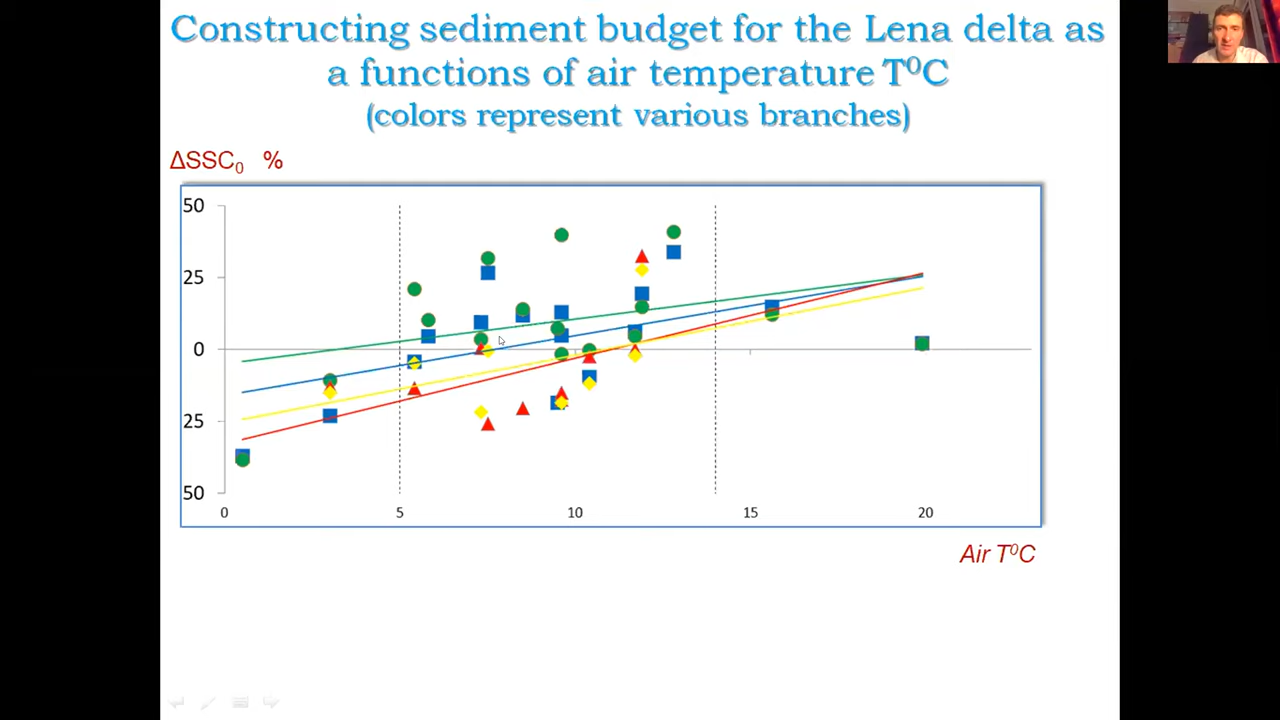 Constructing sediment budget for the Lena delta as
a functions of air temperature T⁰C
(colors represent various branches)
ΔSSC₀ %
50
25
0
25
50
0 5 10 15 20
Air T⁰C